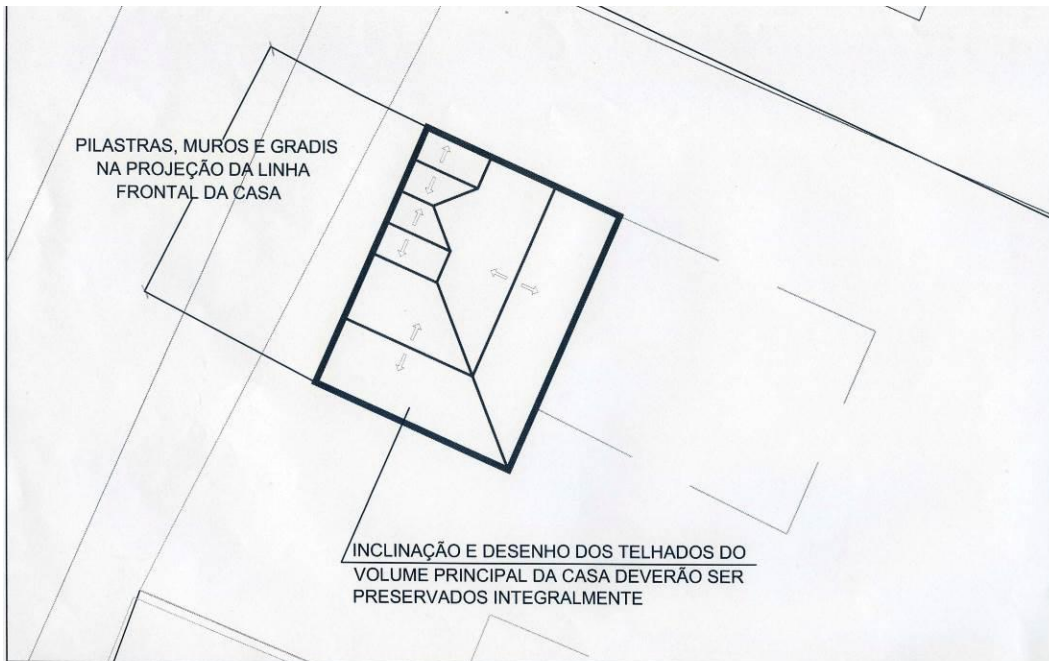 PILASTRAS, MUROS E GRADIS
NA PROJEÇÃO DA LINHA
FRONTAL DA CASA
INCLINAÇÃO E DESENHO DOS TELHADOS DO
VOLUME PRINCIPAL DA CASA DEVERÃO SER
PRESERVADOS INTEGRALMENTE